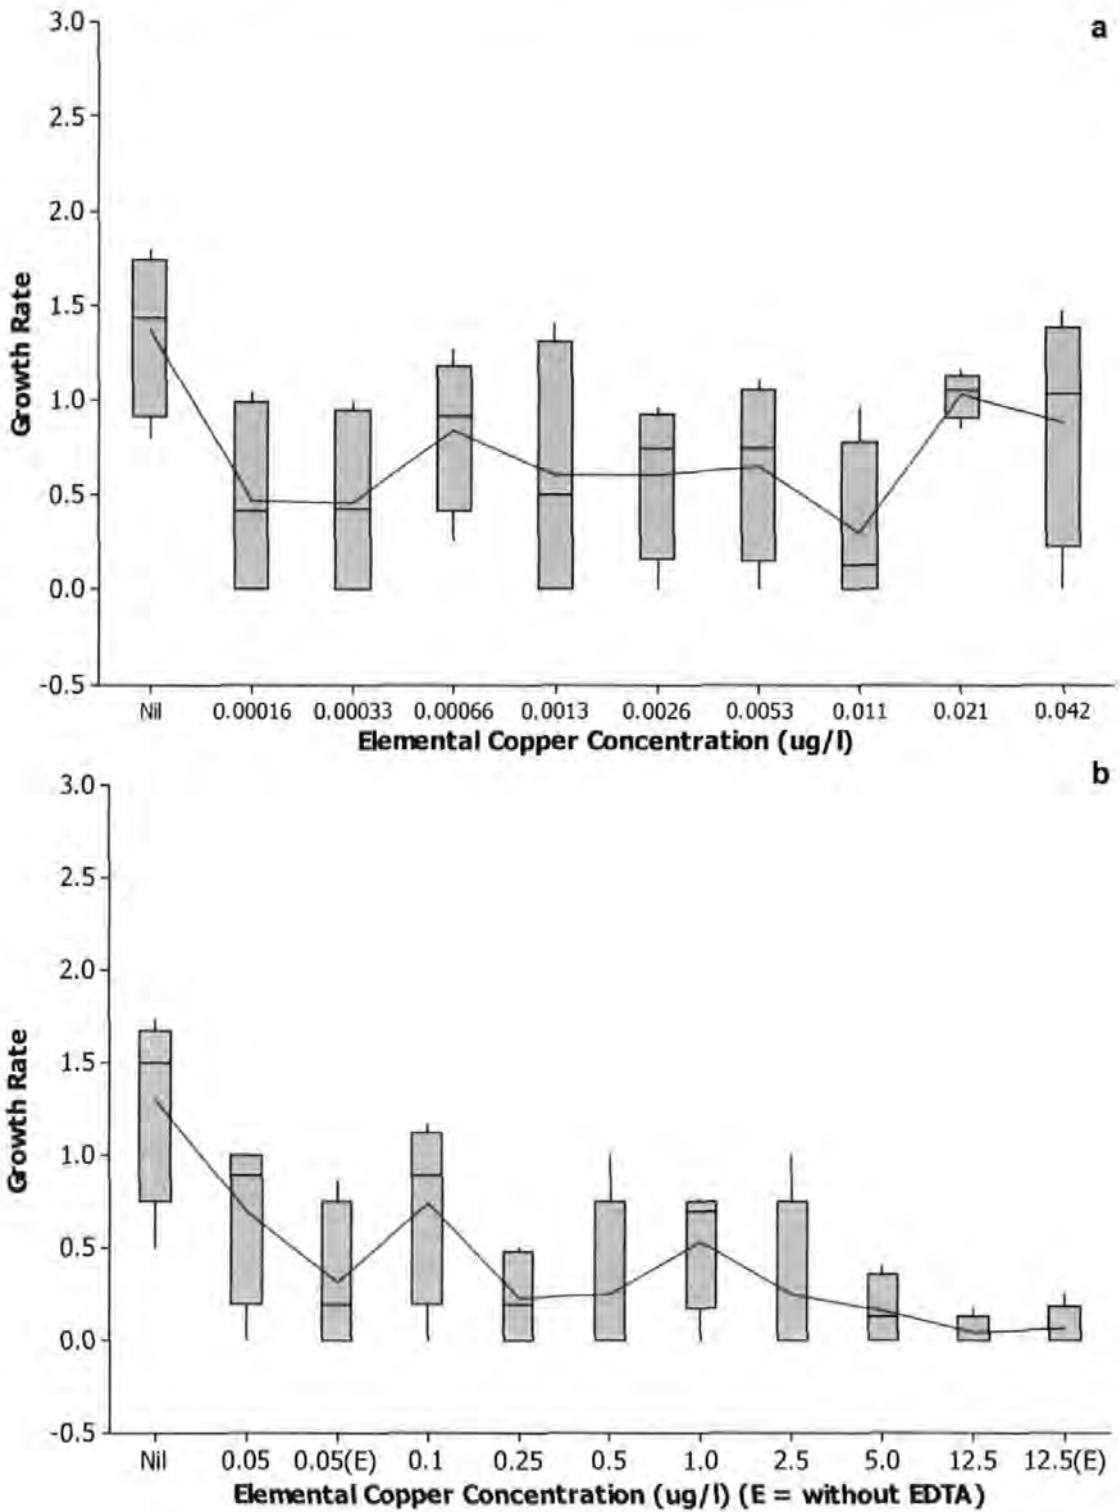 a
3.0
2.5
2.0
1.5
1.0
0.5
0.0
-0.5
Growth Rate
Nil 0.00016 0.00033 0.00066 0.0013 0.0026 0.0053 0.011 0.021 0.042
Elemental Copper Concentration (ug/l)
b
3.0
2.5
2.0
1.5
1.0
0.5
0.0
-0.5
Growth Rate
Nil 0.05 0.05(E) 0.1 0.25 0.5 1.0 2.5 5.0 12.5 12.5(E)
Elemental Copper Concentration (ug/l) (E = without EDTA)